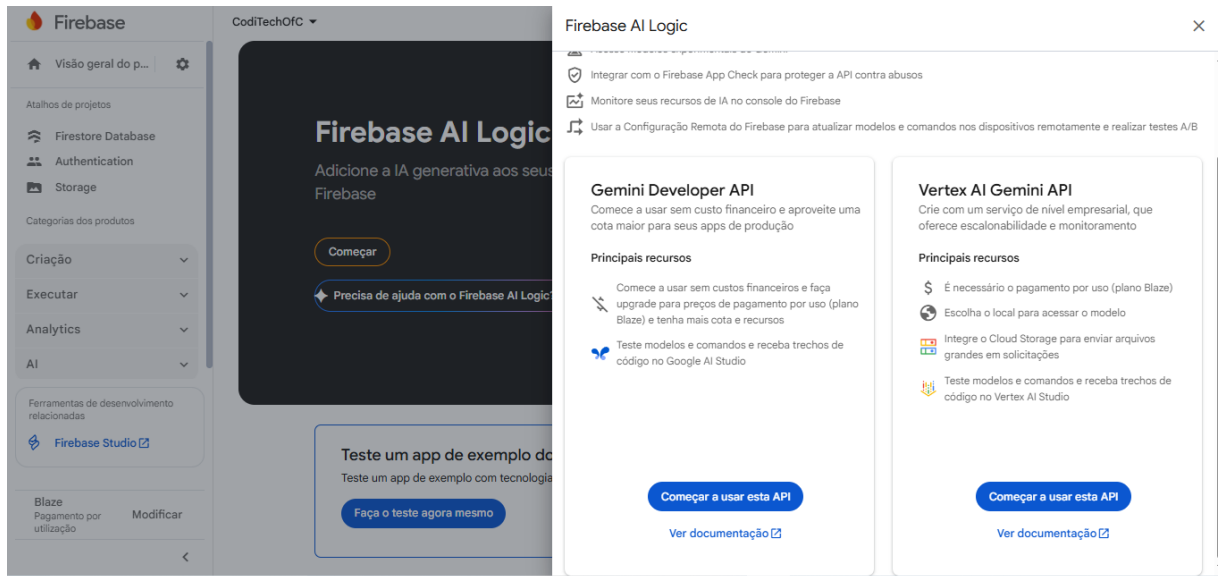 Firebase
CodiTechOfC
Visão geral do p...
Atalhos de projetos
Firestore Database
Authentication
Storage
Categorias dos produtos
Criação
Executar
Analytics
AI
Ferramentas de desenvolvimento
relacionadas
Firebase Studio
Blaze
Pagamento por
utilização
Modificar
Firebase AI Logic
Adicione a IA generativa aos seus
Firebase
Começar
Precisa de ajuda com o Firebase AI Logic?
Teste um app de exemplo do
Teste um app de exemplo com tecnologia
Faça o teste agora mesmo
Firebase AI Logic
Integrar com o Firebase App Check para proteger a API contra abusos
Monitore seus recursos de IA no console do Firebase
Usar a Configuração Remota do Firebase para atualizar modelos e comandos nos dispositivos remotamente e realizar testes A/B
Gemini Developer API
Comece a usar sem custo financeiro e aproveite uma
cota maior para seus apps de produção
Principais recursos
Comece a usar sem custos financeiros e faça
upgrade para preços de pagamento por uso (plano
Blaze) e tenha mais cota e recursos
Teste modelos e comandos e receba trechos de
código no Google AI Studio
Começar a usar esta API
Ver documentação
Vertex AI Gemini API
Crie com um serviço de nível empresarial, que
oferece escalonabilidade e monitoramento
Principais recursos
É necessário o pagamento por uso (plano Blaze)
Escolha o local para acessar o modelo
Integre o Cloud Storage para enviar arquivos
grandes em solicitações
Teste modelos e comandos e receba trechos de
código no Vertex AI Studio
Começar a usar esta API
Ver documentação